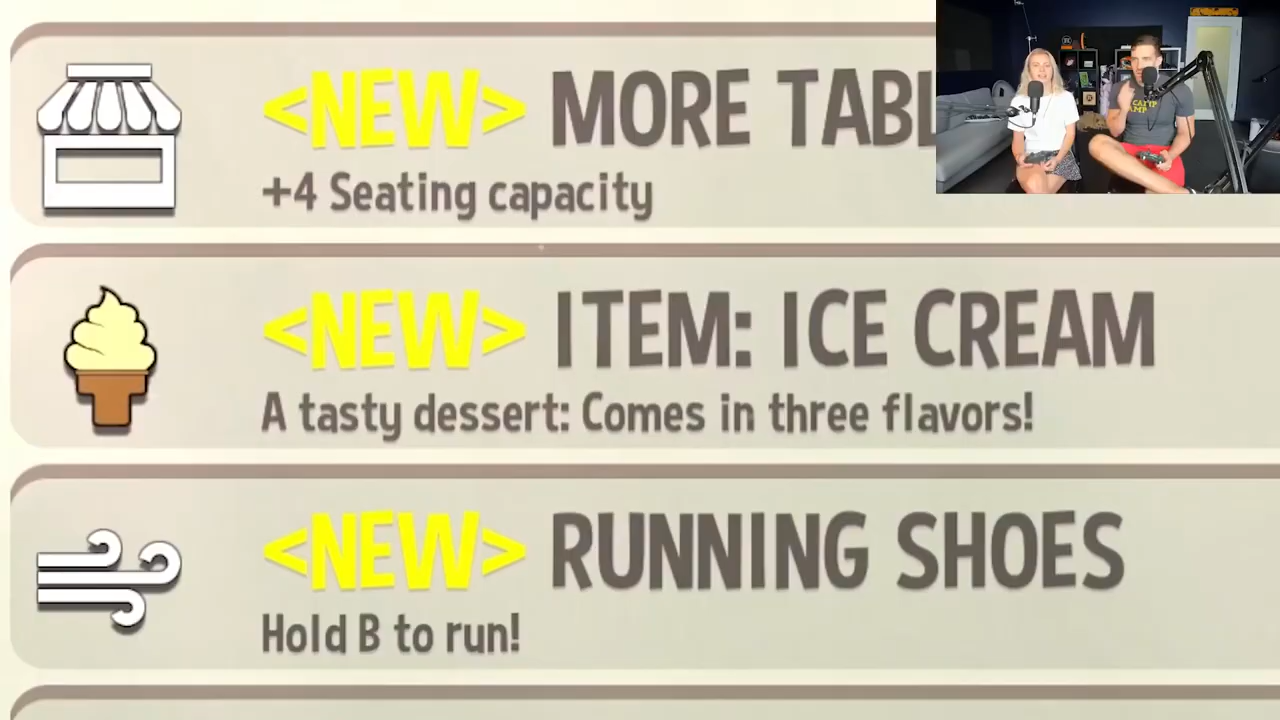 <NEW> MORE TABL
+4 Seating capacity
<NEW> ITEM: ICE CREAM
A tasty dessert: Comes in three flavors!
<NEW> RUNNING SHOES
Hold B to run!